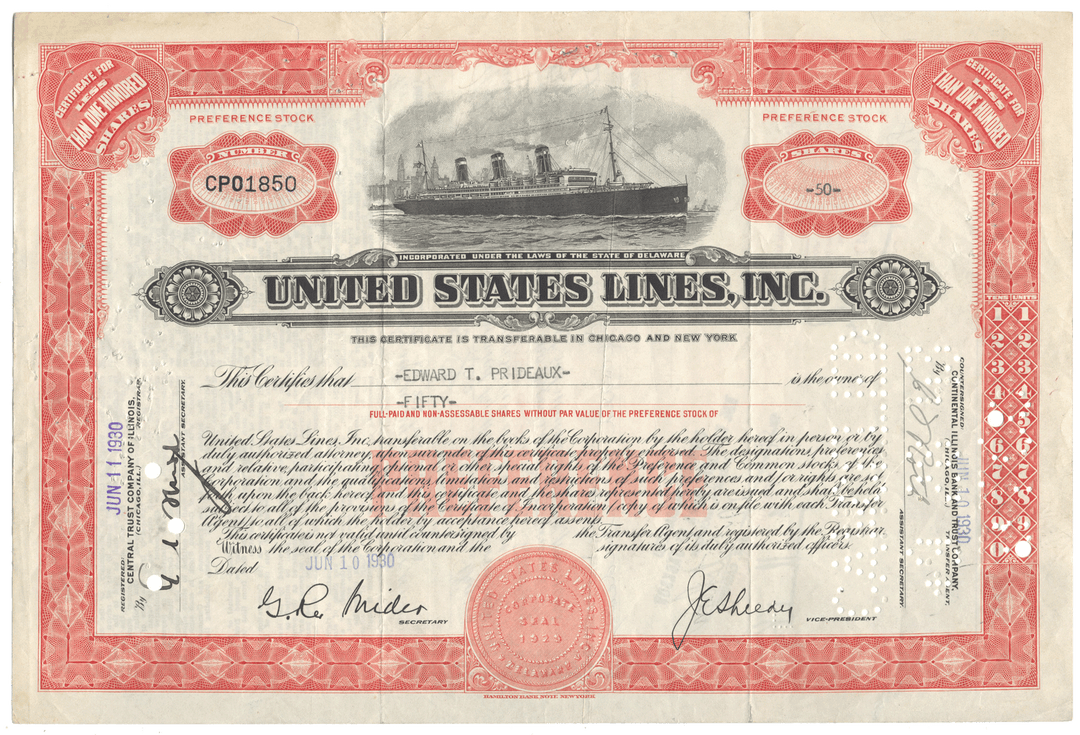 CERTIFICATE FOR
LESS
THAN ONE HUNDRED
SHARES
CERTIFICATE FOR
LESS
THAN ONE HUNDRED
SHARES
PREFERENCE STOCK
PREFERENCE STOCK
NUMBER
CP01850
SHARES
-50-
INCORPORATED UNDER THE LAWS OF THE STATE OF DELAWARE
UNITED STATES LINES, INC.
THIS CERTIFICATE IS TRANSFERABLE IN CHICAGO AND NEW YORK
This Certifies that -EDWARD T. PRIDEAUX- is the owner of
-FIFTY-
FULL-PAID AND NON-ASSESSABLE SHARES WITHOUT PAR VALUE OF THE PREFERENCE STOCK OF
United States Lines, Inc., transferable on the books of the Corporation by the holder hereof in person or by
duly authorized attorney upon surrender of this certificate properly endorsed. The designations, preferences
and relative, participating, optional or other special rights of the Preference and Common stocks of the
Corporation and the qualifications, limitations and restrictions of such preferences and/or rights are set
forth upon the back hereof and this certificate and the shares represented hereby are issued and shall be held
subject to all of the provisions of the Certificate of Incorporation (copy of which is on file with each Transfer
Agent) to all of which the holder by acceptance hereof assents.
This certificate is not valid until countersigned by the Transfer Agent and registered by the Registrar.
Witness the seal of the Corporation and the signatures of its duly authorized officers.
Dated JUN 10 1930
SECRETARY
J E Sheedy
VICE-PRESIDENT
UNITED STATES LINES, INC.
CORPORATE
SEAL
1929
DELAWARE
HAMILTON BANK NOTE NEW YORK
REGISTERED:
CENTRAL TRUST COMPANY OF ILLINOIS,
(CHICAGO, ILL.) REGISTRAR.
By
ASSISTANT SECRETARY.
JUN 11 1930
COUNTERSIGNED:
CONTINENTAL ILLINOIS BANK AND TRUST COMPANY,
(CHICAGO, ILL.) TRANSFER AGENT.
By
ASSISTANT SECRETARY.
JUN 10 1930
TENS UNITS
1 1
2 2
3 3
4 4
5
6
7 7
8 8
9 9
0